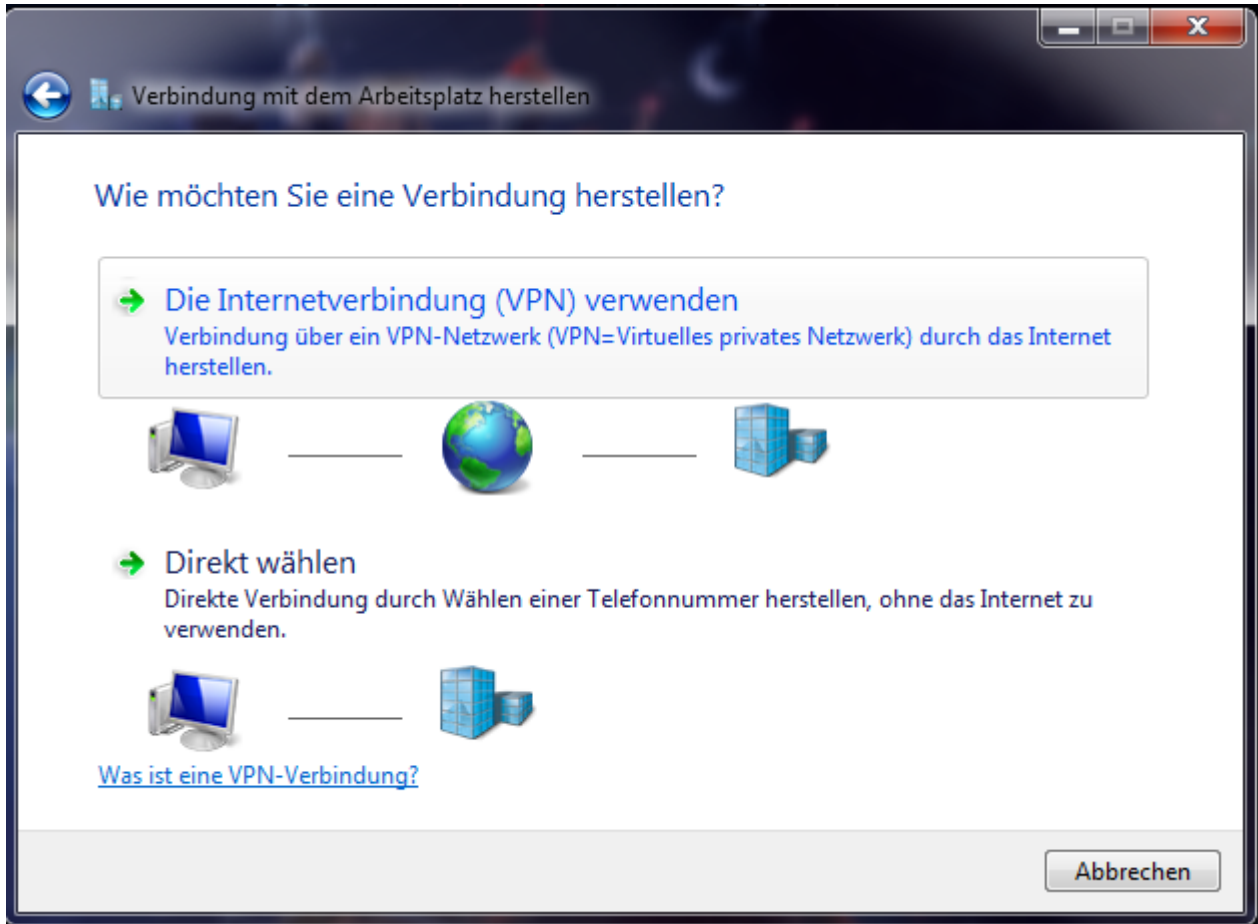 Verbindung mit dem Arbeitsplatz herstellen
Wie möchten Sie eine Verbindung herstellen?
Die Internetverbindung (VPN) verwenden
Verbindung über ein VPN-Netzwerk (VPN=Virtuelles privates Netzwerk) durch das Internet
herstellen.
Direkt wählen
Direkte Verbindung durch Wählen einer Telefonnummer herstellen, ohne das Internet zu
verwenden.
Was ist eine VPN-Verbindung?
Abbrechen